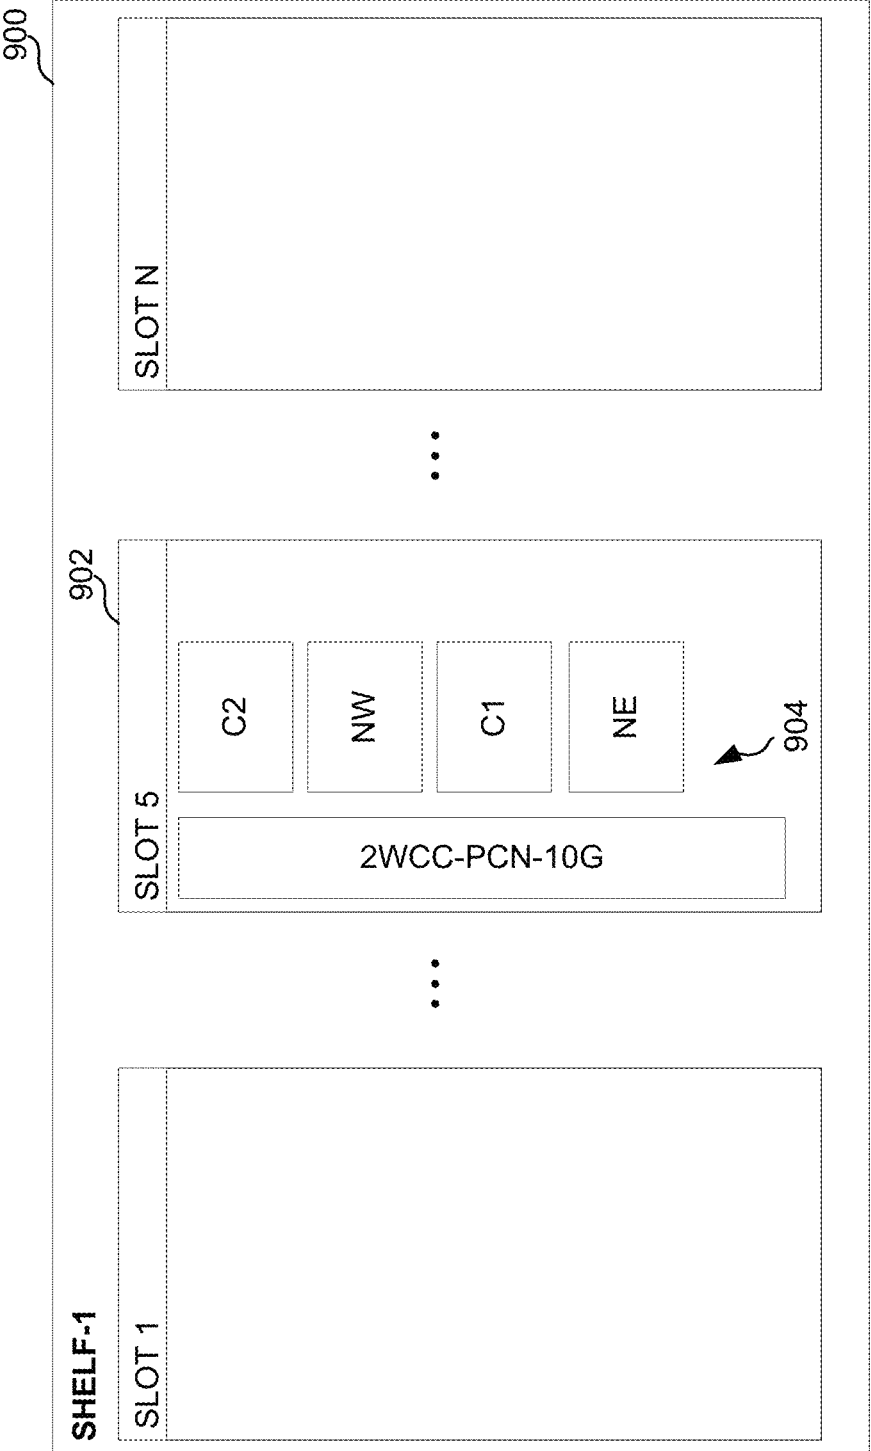 900
SHELF-1
SLOT 1
SLOT 5
902
SLOT N
2WCC-PCN-10G
C2
NW
C1
NE
904